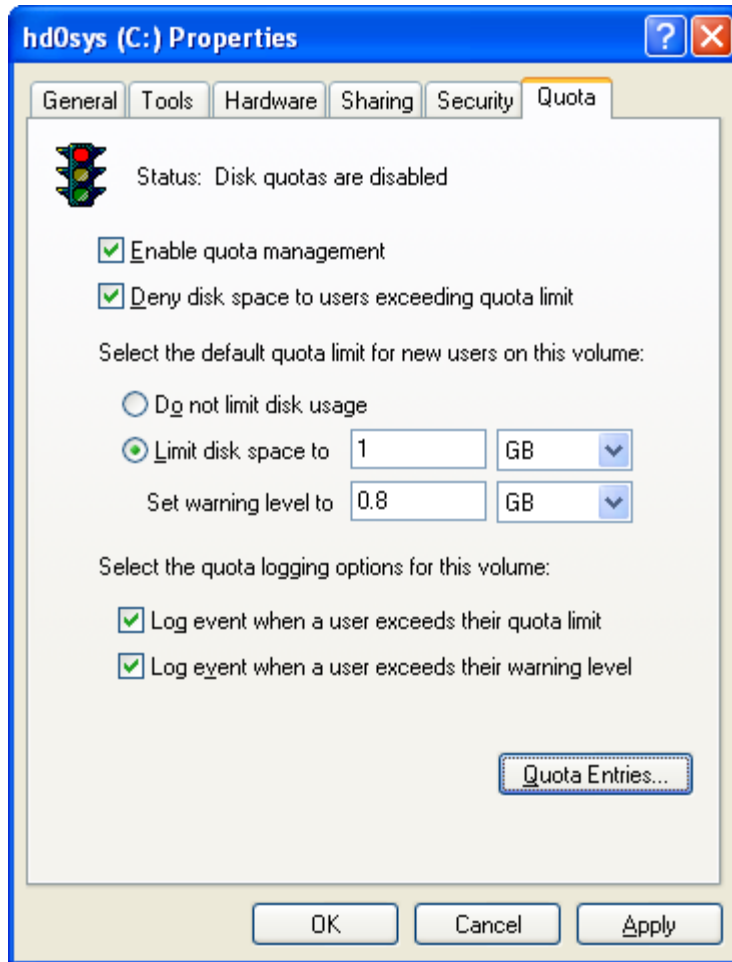 hd0sys (C:) Properties
General Tools Hardware Sharing Security Quota
Status: Disk quotas are disabled
Enable quota management
Deny disk space to users exceeding quota limit
Select the default quota limit for new users on this volume:
Do not limit disk usage
Limit disk space to 1 GB
Set warning level to 0.8 GB
Select the quota logging options for this volume:
Log event when a user exceeds their quota limit
Log event when a user exceeds their warning level
Quota Entries...
OK Cancel Apply